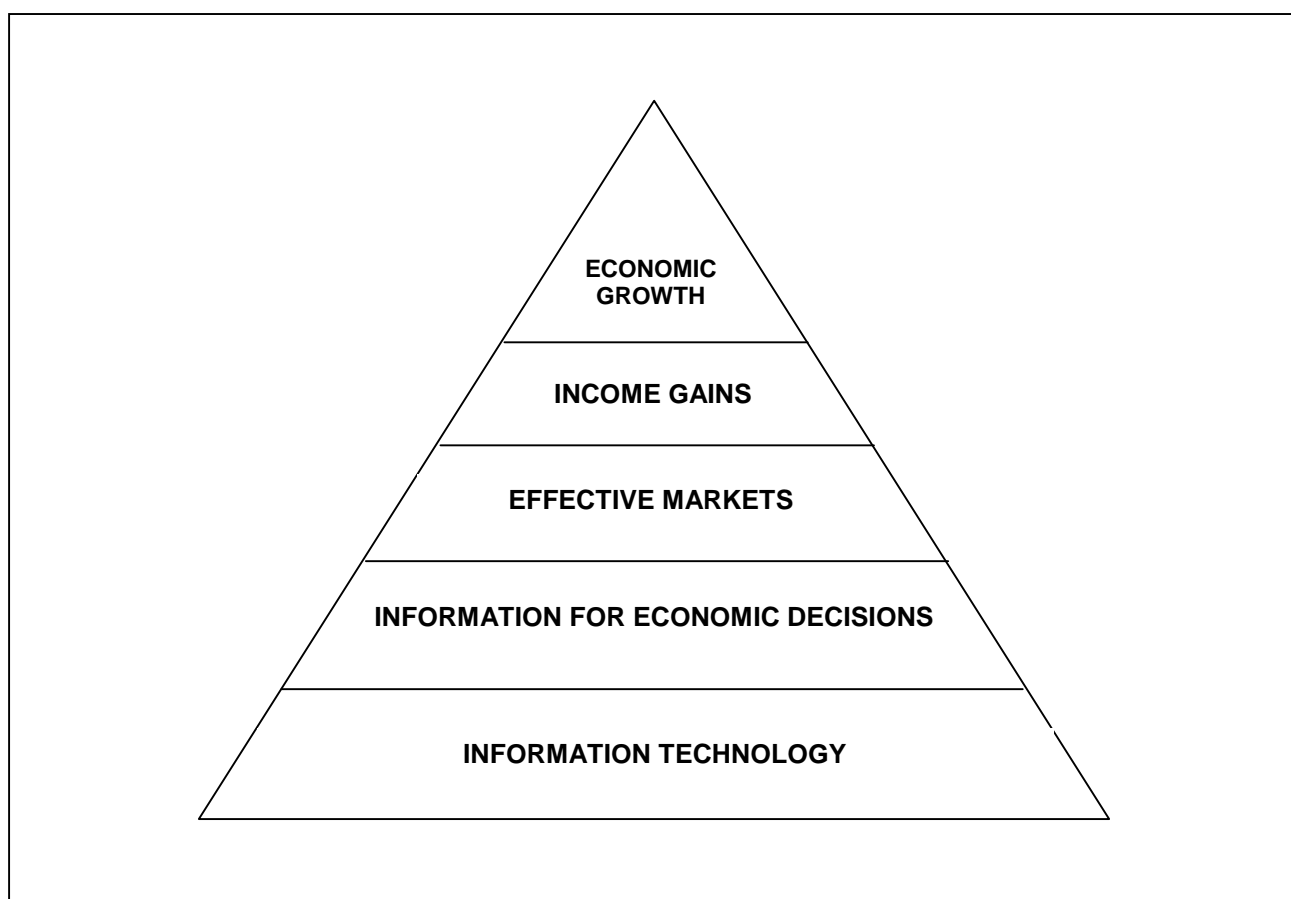 ECONOMIC
GROWTH
INCOME GAINS
EFFECTIVE MARKETS
INFORMATION FOR ECONOMIC DECISIONS
INFORMATION TECHNOLOGY